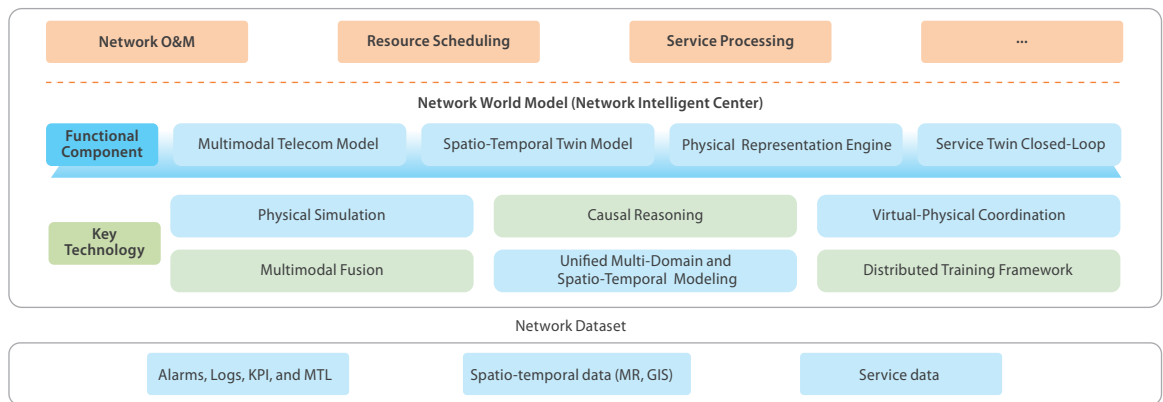 Network O&M
Resource Scheduling
Service Processing
...
Network World Model (Network Intelligent Center)
Functional
Component
Multimodal Telecom Model
Spatio-Temporal Twin Model
Physical Representation Engine
Service Twin Closed-Loop
Key
Technology
Physical Simulation
Causal Reasoning
Virtual-Physical Coordination
Multimodal Fusion
Unified Multi-Domain and
Spatio-Temporal Modeling
Distributed Training Framework
Network Dataset
Alarms, Logs, KPI, and MTL
Spatio-temporal data (MR, GIS)
Service data